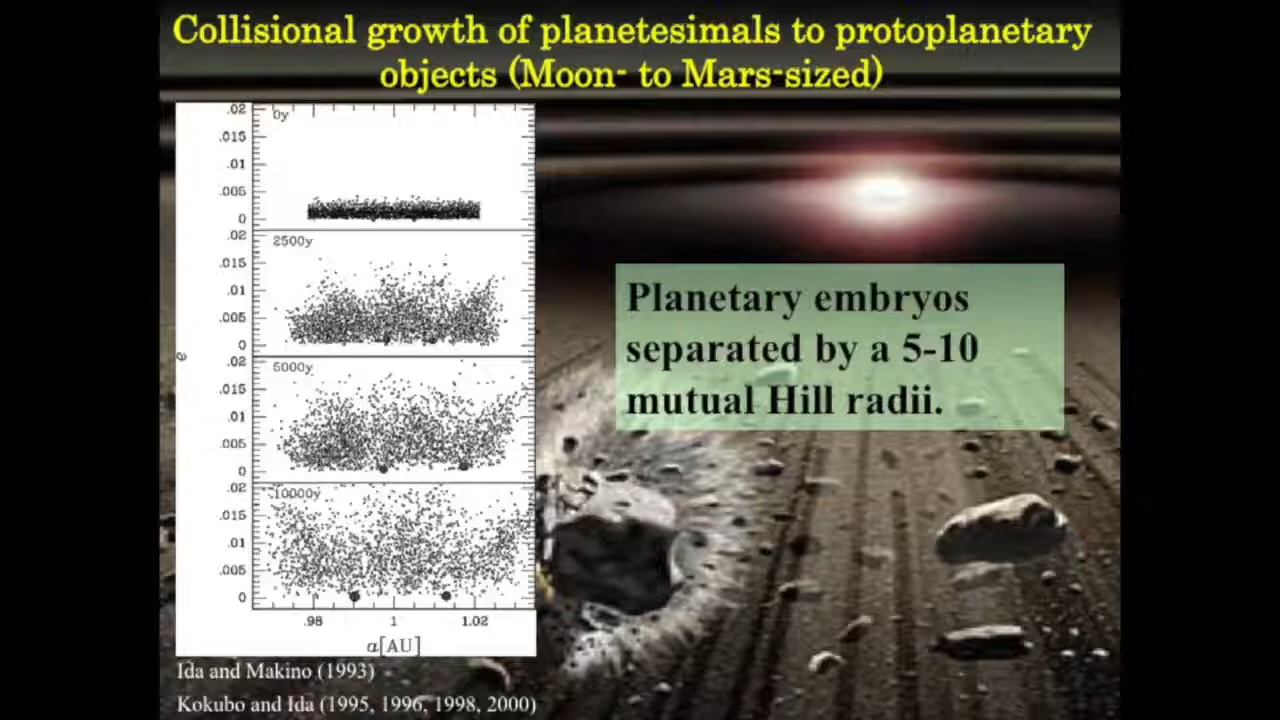 Collisional growth of planetesimals to protoplanetary
objects (Moon- to Mars-sized)
.02
0y
.015
.01
.005
0
.02
2500y
.015
.01
.005
0
e
.02
5000y
.015
.01
.005
0
.02
10000y
.015
.01
.005
0
.98 1 1.02
a[AU]
Planetary embryos
separated by a 5-10
mutual Hill radii.
Ida and Makino (1993)
Kokubo and Ida (1995, 1996, 1998, 2000)